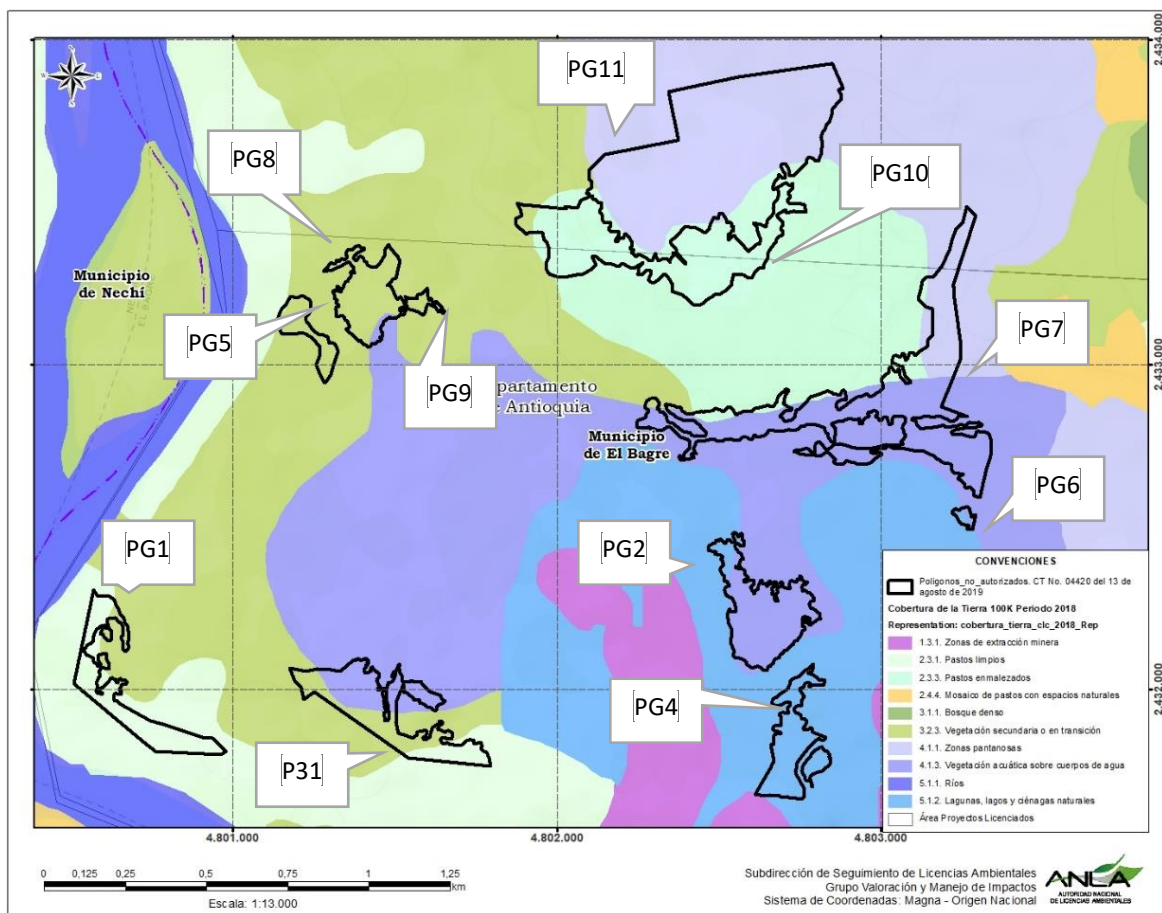 2.434.000
N
W
E
S
PG11
PG8
PG10
Municipio
de Nechí
PG5
PG9
PG7
2.433.000
partamento
e Antioquia
Municipio
de El Bagre
PG6
PG1
PG2
CONVENCIONES
Poligonos_no_autorizados. CT No. 04420 del 13 de
agosto de 2019
Cobertura de la Tierra 100K Periodo 2018
Representation: cobertura_tierra_clc_2018_Rep
1.3.1. Zonas de extracción minera
2.3.1. Pastos limpios
2.3.3. Pastos enmalezados
2.4.4. Mosaico de pastos con espacios naturales
3.1.1. Bosque denso
3.2.3. Vegetación secundaria o en transición
4.1.1. Zonas pantanosas
4.1.3. Vegetación acuática sobre cuerpos de agua
5.1.1. Ríos
5.1.2. Lagunas, lagos y ciénagas naturales
Área Proyectos Licenciados
2.432.000
PG4
P31
4.801.000
4.802.000
4.803.000
0 0,125 0,25 0,5 0,75 1 1,25
km
Escala: 1:13.000
Subdirección de Seguimiento de Licencias Ambientales
Grupo Valoración y Manejo de Impactos
Sistema de Coordenadas: Magna - Origen Nacional
ANLA
AUTORIDAD NACIONAL
DE LICENCIAS AMBIENTALES